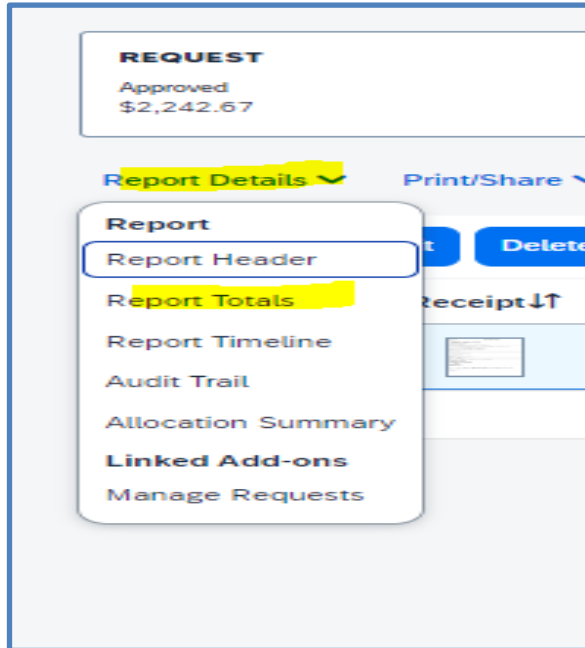 REQUEST
Approved
$2,242.67
Report Details Print/Share
Report
Report Header
Delete
Report Totals
Receipt
Report Timeline
Audit Trail
Allocation Summary
Linked Add-ons
Manage Requests